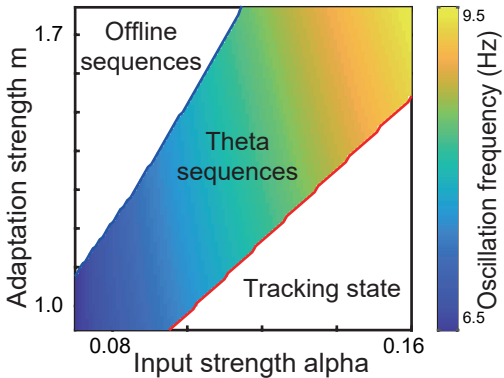 1.7
Offline
sequences
9.5
Theta
sequences
Adaptation strength m
Oscillation frequency (Hz)
Tracking state
1.0
6.5
0.08
Input strength alpha
0.16